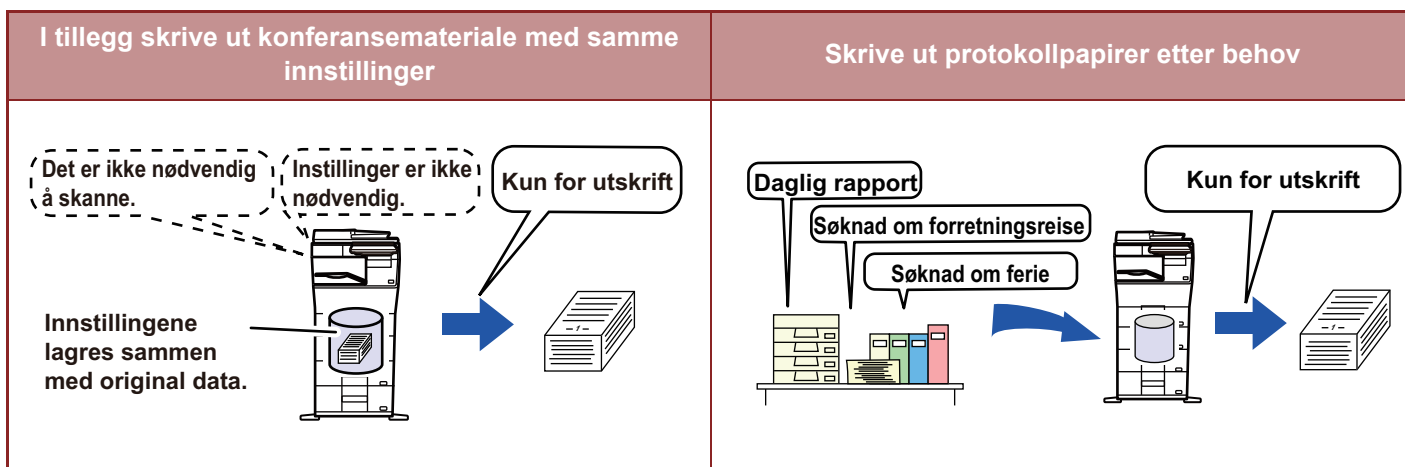 I tillegg skrive ut konferansemateriale med samme
innstillinger
Skrive ut protokollpapirer etter behov
Det er ikke nødvendig
å skanne.
Instillinger er ikke
nødvendig.
Kun for utskrift
Innstillingene
lagres sammen
med original data.
-1-
Daglig rapport
Søknad om forretningsreise
Søknad om ferie
Kun for utskrift
-1-